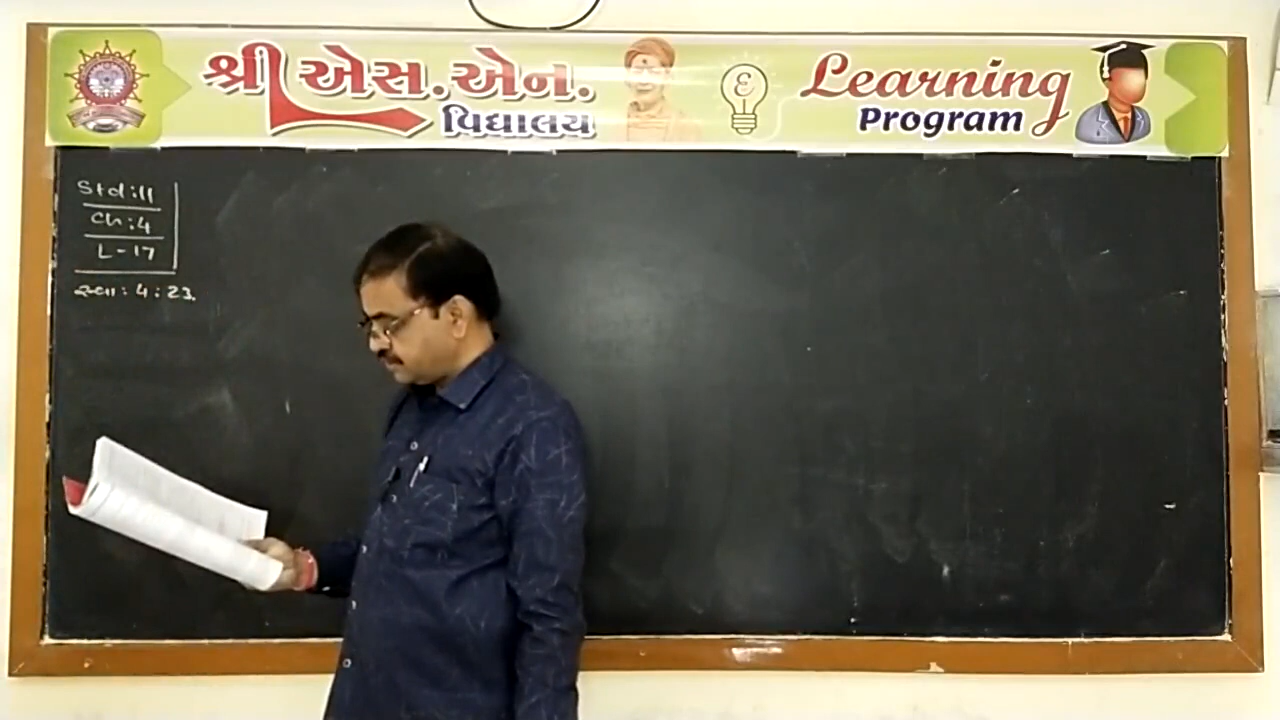 શ્રી એસ. એન.
વિદ્યાલય
Learning
Program
Std:11
Ch:4
L-17
સ્વા: 4:23.